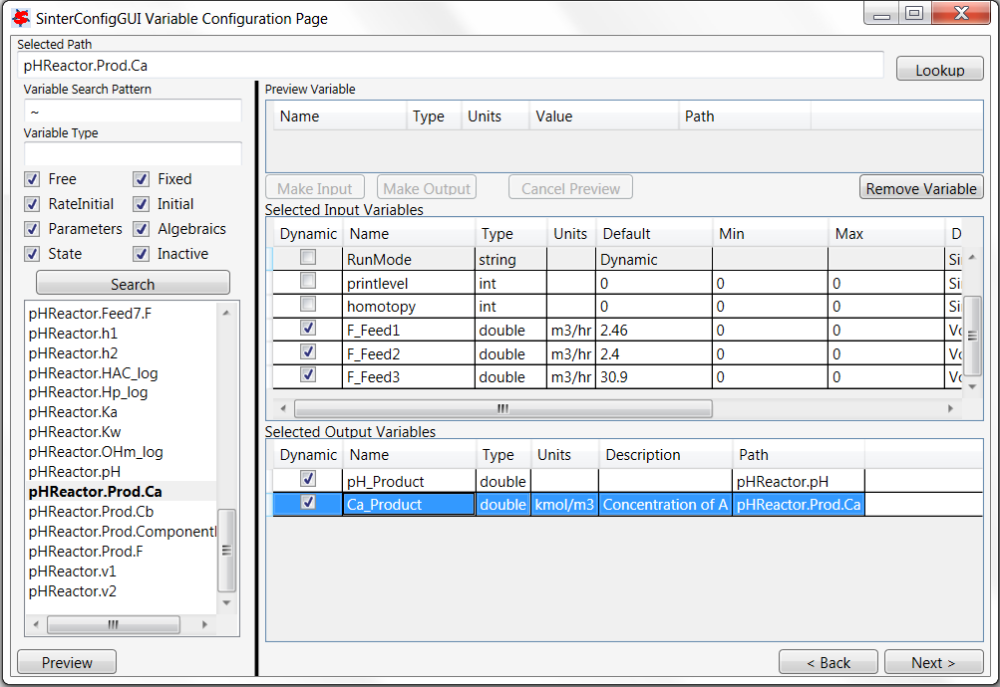 SinterConfigGUI Variable Configuration Page
Selected Path
pHReactor.Prod.Ca
Lookup
Variable Search Pattern
~
Variable Type
Free Fixed
RateInitial Initial
Parameters Algebraics
State Inactive
Search
pHReactor.Feed7.F
pHReactor.h1
pHReactor.h2
pHReactor.HAC_log
pHReactor.Hp_log
pHReactor.Ka
pHReactor.Kw
pHReactor.OHm_log
pHReactor.pH
pHReactor.Prod.Ca
pHReactor.Prod.Cb
pHReactor.Prod.Component
pHReactor.Prod.F
pHReactor.v1
pHReactor.v2
Preview
Preview Variable
Name Type Units Value Path
Make Input Make Output Cancel Preview Remove Variable
Selected Input Variables
Dynamic Name Type Units Default Min Max D
RunMode string Dynamic Si
printlevel int 0 0 0 Si
homotopy int 0 0 0 Si
F_Feed1 double m3/hr 2.46 0 0 Vo
F_Feed2 double m3/hr 2.4 0 0 Vo
F_Feed3 double m3/hr 30.9 0 0 Vo
Selected Output Variables
Dynamic Name Type Units Description Path
pH_Product double pHReactor.pH
Ca_Product double kmol/m3 Concentration of A pHReactor.Prod.Ca
< Back Next >